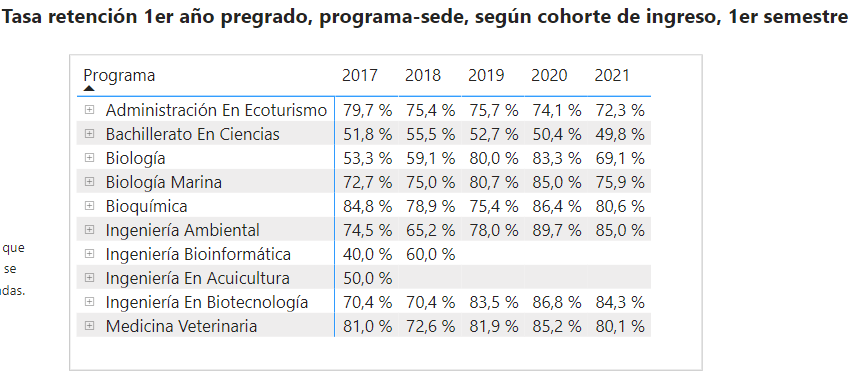 Tasa retención 1er año pregrado, programa-sede, según cohorte de ingreso, 1er semestre
Programa 2017 2018 2019 2020 2021
Administración En Ecoturismo 79,7 % 75,4 % 75,7 % 74,1 % 72,3 %
Bachillerato En Ciencias 51,8 % 55,5 % 52,7 % 50,4 % 49,8 %
Biología 53,3 % 59,1 % 80,0 % 83,3 % 69,1 %
Biología Marina 72,7 % 75,0 % 80,7 % 85,0 % 75,9 %
Bioquímica 84,8 % 78,9 % 75,4 % 86,4 % 80,6 %
Ingeniería Ambiental 74,5 % 65,2 % 78,0 % 89,7 % 85,0 %
que
Ingeniería Bioinformática 40,0 % 60,0 %
se
Ingeniería En Acuicultura 50,0 %
das.
Ingeniería En Biotecnología 70,4 % 70,4 % 83,5 % 86,8 % 84,3 %
Medicina Veterinaria 81,0 % 72,6 % 81,9 % 85,2 % 80,1 %